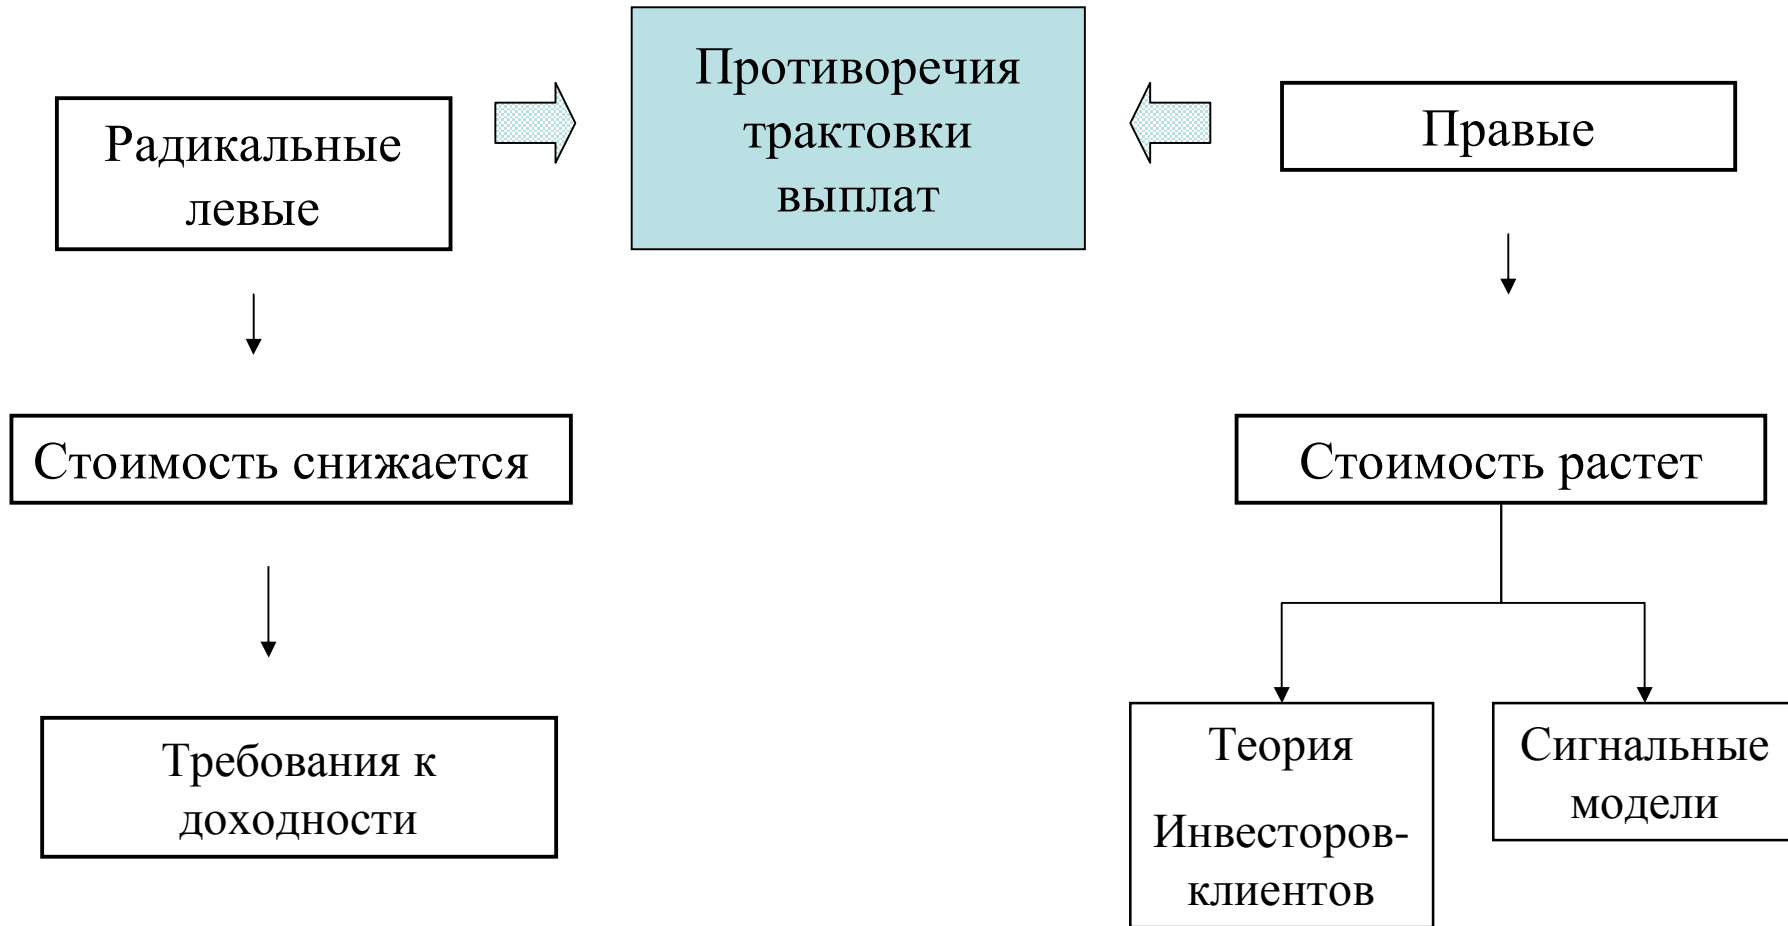 Противоречия
трактовки
выплат
Радикальные
левые
Правые
Стоимость снижается
Стоимость растет
Требования к
доходности
Теория
Инвесторов-
клиентов
Сигнальные
модели